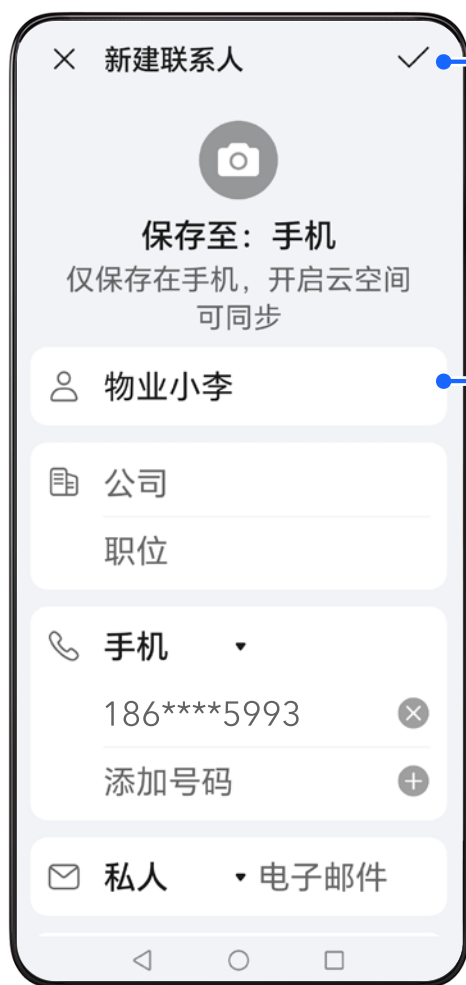 新建联系人
保存至：手机
仅保存在手机，开启云空间
可同步
物业小李
公司
职位
手机
186****5993
添加号码
私人 电子邮件